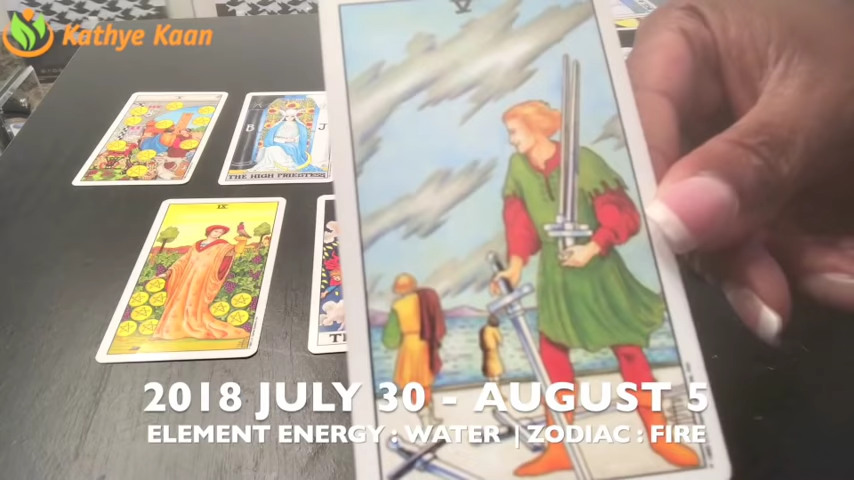 Kathye Kaan
V
X
B
J
THE HIGH PRIESTESS
IX
2018 JULY 30 - AUGUST 5
ELEMENT ENERGY : WATER | ZODIAC : FIRE